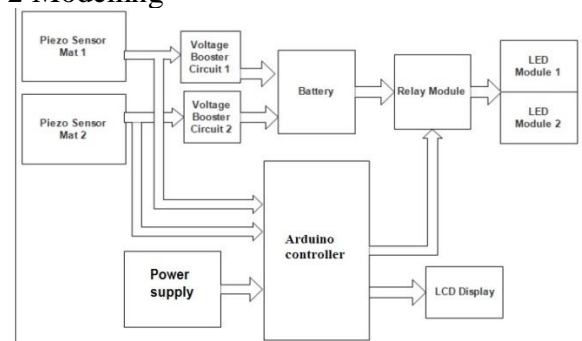 2 Modelling
Piezo Sensor
Mat 1
Voltage
Booster
Circuit 1
Battery
Relay Module
LED
Module 1
Piezo Sensor
Mat 2
Voltage
Booster
Circuit 2
LED
Module 2
Arduino
controller
Power
supply
LCD Display